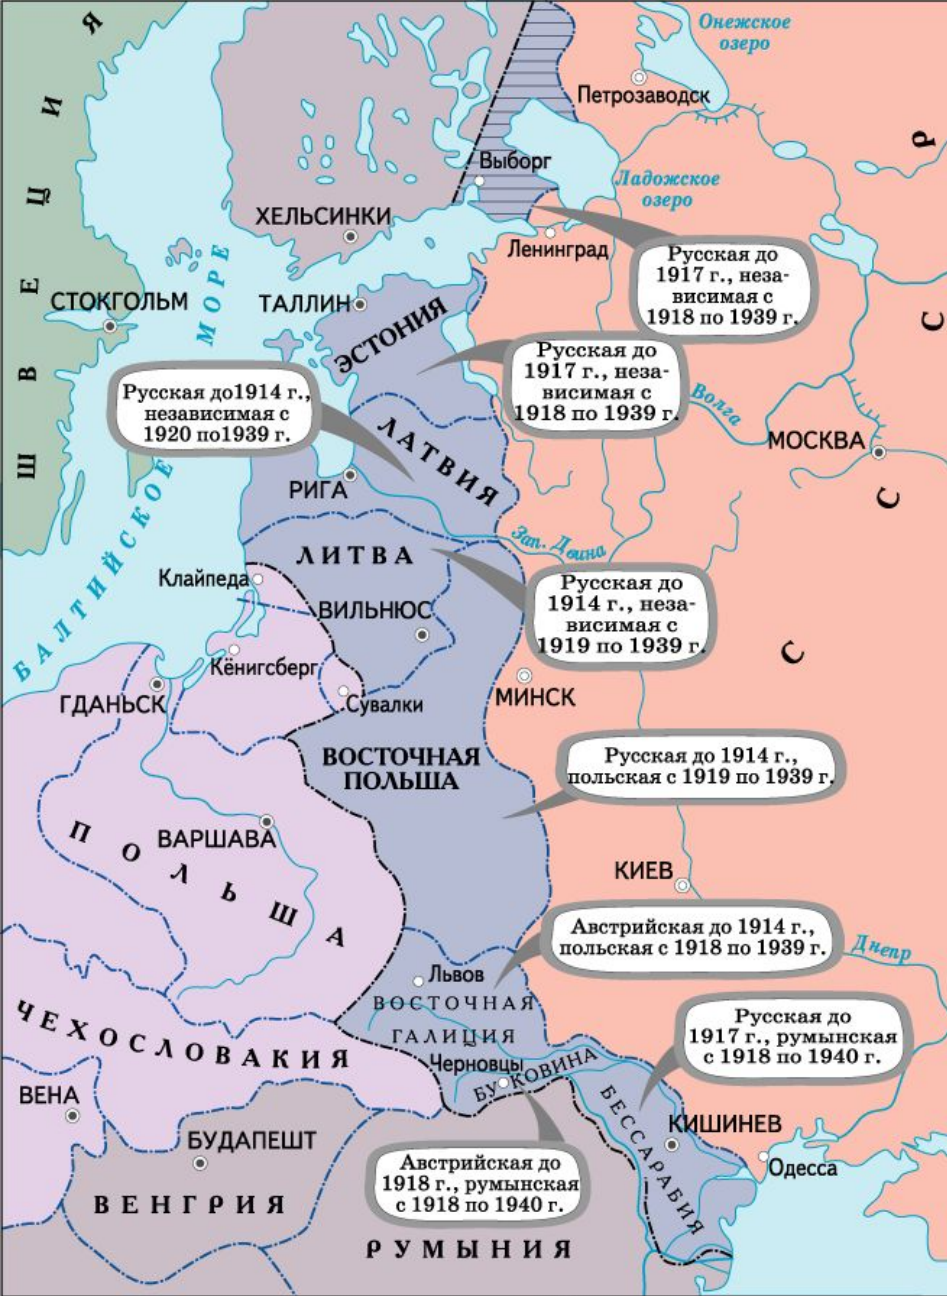 Онежское
озеро
Петрозаводск
Выборг
Ладожское
озеро
ШВЕЦИЯ
ХЕЛЬСИНКИ
Ленинград
Русская до
1917 г., неза-
висимая с
1918 по 1939 г.
СССР
СТОКГОЛЬМ
ТАЛЛИН
ЭСТОНИЯ
Русская до
1917 г., неза-
висимая с
1918 по 1939 г.
БАЛТИЙСКОЕ МОРЕ
Русская до1914 г.,
независимая с
1920 по1939 г.
Волга
МОСКВА
ЛАТВИЯ
РИГА
Зап. Двина
ЛИТВА
Клайпеда
Русская до
1914 г., неза-
висимая с
1919 по 1939 г.
ВИЛЬНЮС
Кёнигсберг
ГДАНЬСК
Сувалки
МИНСК
ВОСТОЧНАЯ
ПОЛЬША
Русская до 1914 г.,
польская с 1919 по 1939 г.
ПОЛЬША
ВАРШАВА
КИЕВ
Австрийская до 1914 г.,
польская с 1918 по 1939 г.
Днепр
Львов
ВОСТОЧНАЯ
ГАЛИЦИЯ
ЧЕХОСЛОВАКИЯ
Русская до
1917 г., румынская
с 1918 по 1940 г.
Черновцы
БУКОВИНА
ВЕНА
БЕССАРАБИЯ
КИШИНЕВ
БУДАПЕШТ
Одесса
Австрийская до
1918 г., румынская
с 1918 по 1940 г.
ВЕНГРИЯ
РУМЫНИЯ